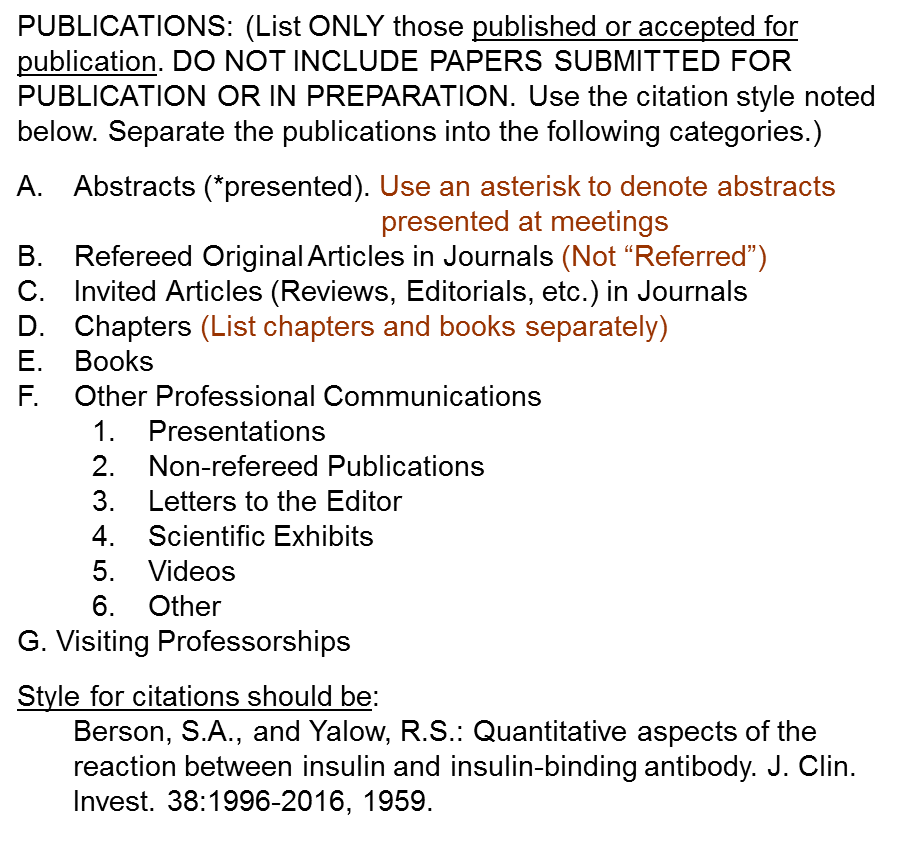 PUBLICATIONS: (List ONLY those published or accepted for
publication. DO NOT INCLUDE PAPERS SUBMITTED FOR
PUBLICATION OR IN PREPARATION. Use the citation style noted
below. Separate the publications into the following categories.)
A. Abstracts (*presented). Use an asterisk to denote abstracts
presented at meetings
B. Refereed Original Articles in Journals (Not “Referred”)
C. Invited Articles (Reviews, Editorials, etc.) in Journals
D. Chapters (List chapters and books separately)
E. Books
F. Other Professional Communications
1. Presentations
2. Non-refereed Publications
3. Letters to the Editor
4. Scientific Exhibits
5. Videos
6. Other
G. Visiting Professorships
Style for citations should be:
Berson, S.A., and Yalow, R.S.: Quantitative aspects of the
reaction between insulin and insulin-binding antibody. J. Clin.
Invest. 38:1996-2016, 1959.